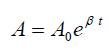 A = A₀e^{β t}